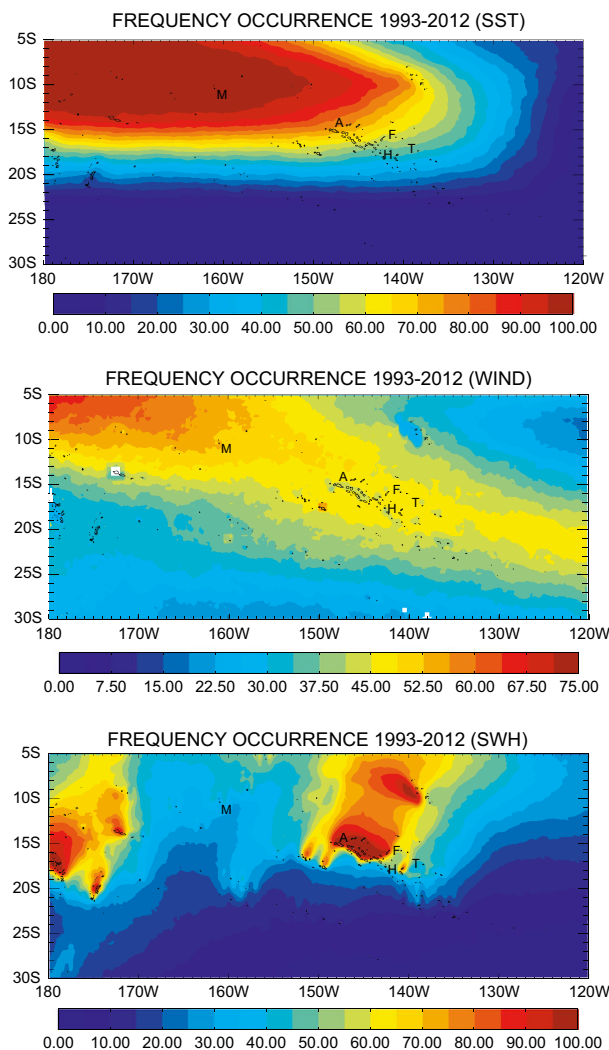 FREQUENCY OCCURRENCE 1993-2012 (SST)
5S
10S
15S
20S
25S
30S
M
A
F
H
T
180 170W 160W 150W 140W 130W 120W
0.00 10.00 20.00 30.00 40.00 50.00 60.00 70.00 80.00 90.00 100.00
FREQUENCY OCCURRENCE 1993-2012 (WIND)
5S
10S
15S
20S
25S
30S
M
A
F
H
T
180 170W 160W 150W 140W 130W 120W
0.00 7.50 15.00 22.50 30.00 37.50 45.00 52.50 60.00 67.50 75.00
FREQUENCY OCCURRENCE 1993-2012 (SWH)
5S
10S
15S
20S
25S
30S
M
A
F
H
T
180 170W 160W 150W 140W 130W 120W
0.00 10.00 20.00 30.00 40.00 50.00 60.00 70.00 80.00 90.00 100.00